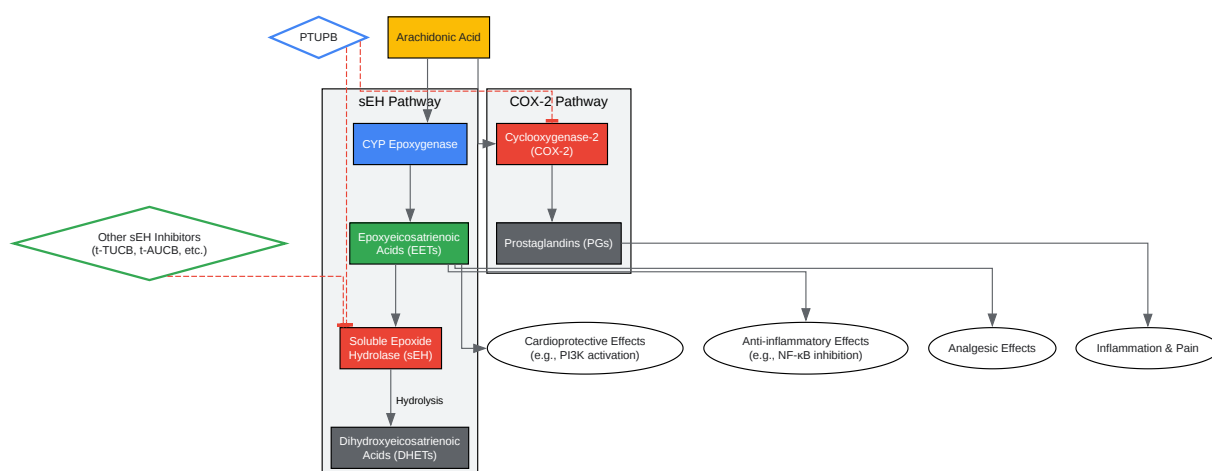 PTUPB
Arachidonic Acid
sEH Pathway
COX-2 Pathway
CYP Epoxygenase
Cyclooxygenase-2
(COX-2)
Other sEH Inhibitors
(t-TUCB, t-AUCB, etc.)
Epoxyeicosatrienoic
Acids (EETs)
Prostaglandins (PGs)
Soluble Epoxide
Hydrolase (sEH)
Cardioprotective Effects
(e.g., PI3K activation)
Anti-inflammatory Effects
(e.g., NF-κB inhibition)
Analgesic Effects
Inflammation & Pain
Hydrolysis
Dihydroxyeicosatrienoic
Acids (DHETs)